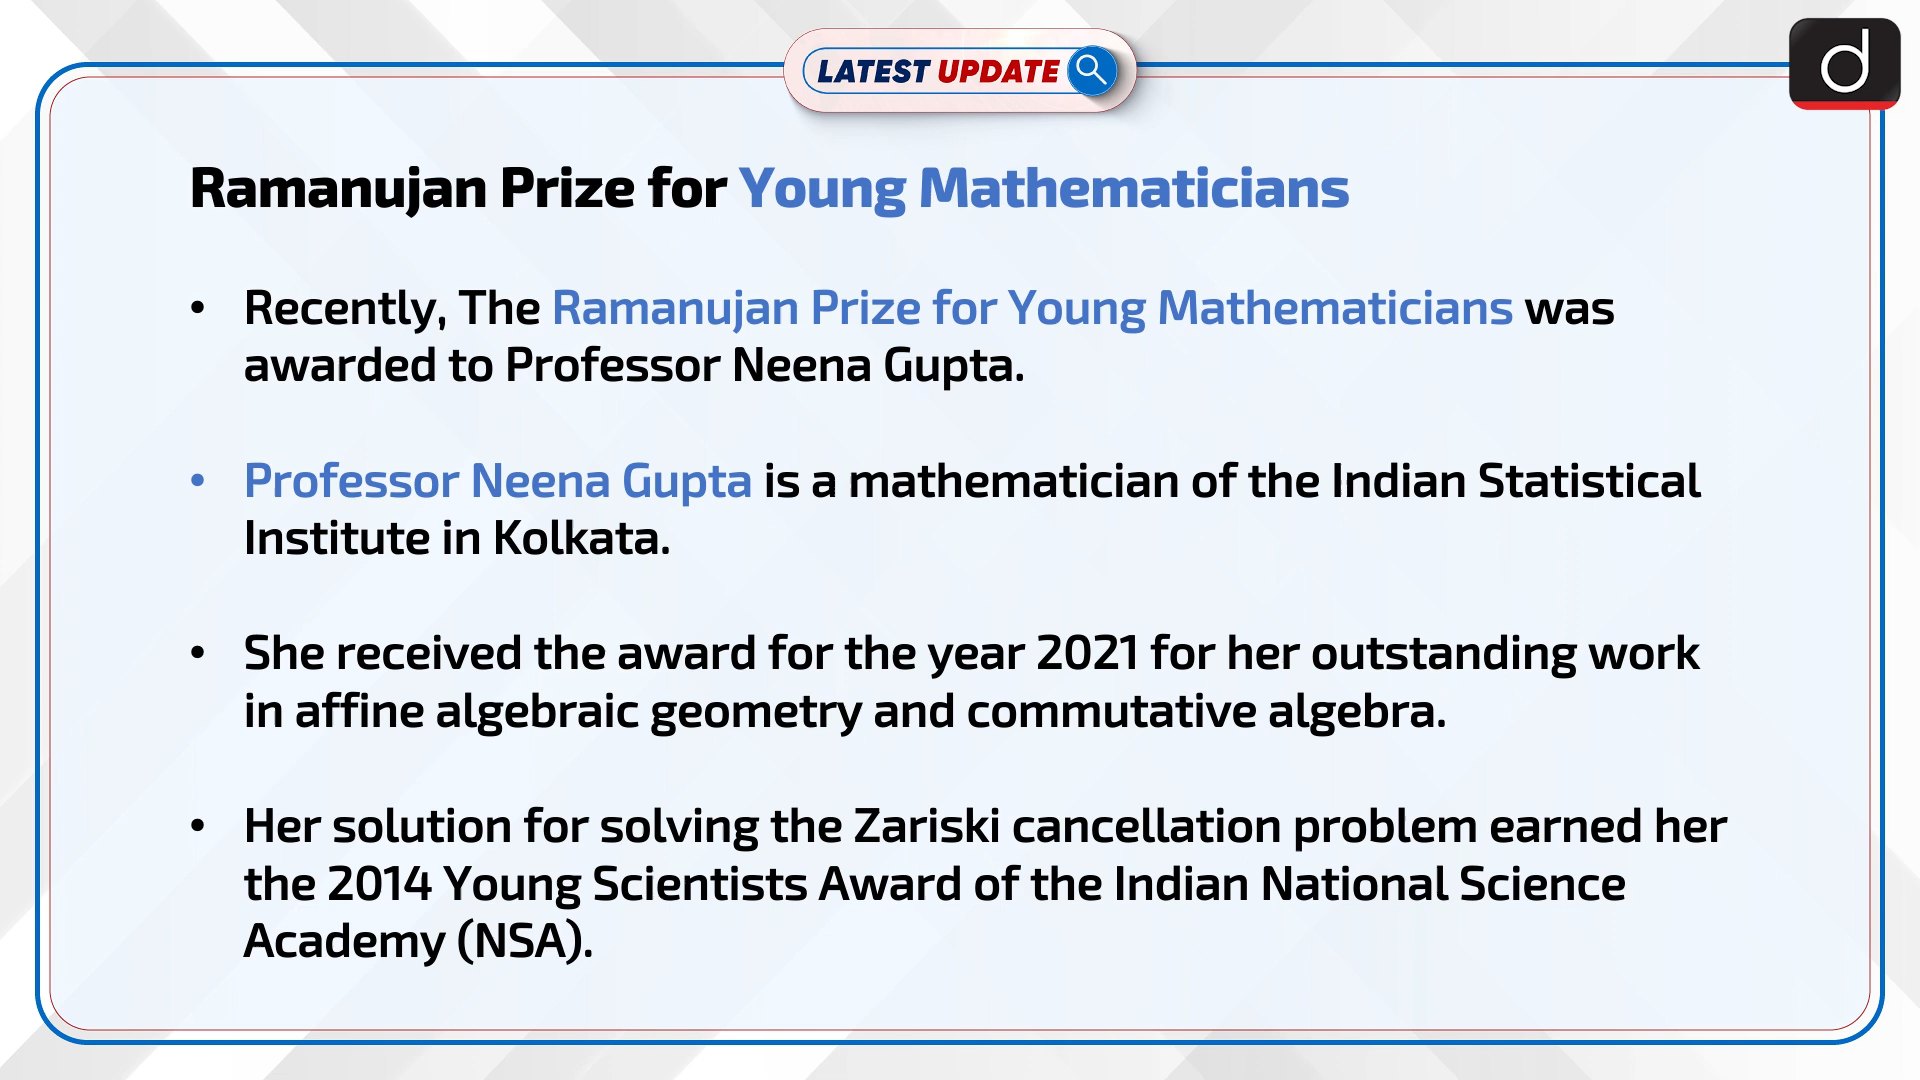 LATEST UPDATE
d
Ramanujan Prize for Young Mathematicians
• Recently, The Ramanujan Prize for Young Mathematicians was
awarded to Professor Neena Gupta.
• Professor Neena Gupta is a mathematician of the Indian Statistical
Institute in Kolkata.
• She received the award for the year 2021 for her outstanding work
in affine algebraic geometry and commutative algebra.
• Her solution for solving the Zariski cancellation problem earned her
the 2014 Young Scientists Award of the Indian National Science
Academy (NSA).